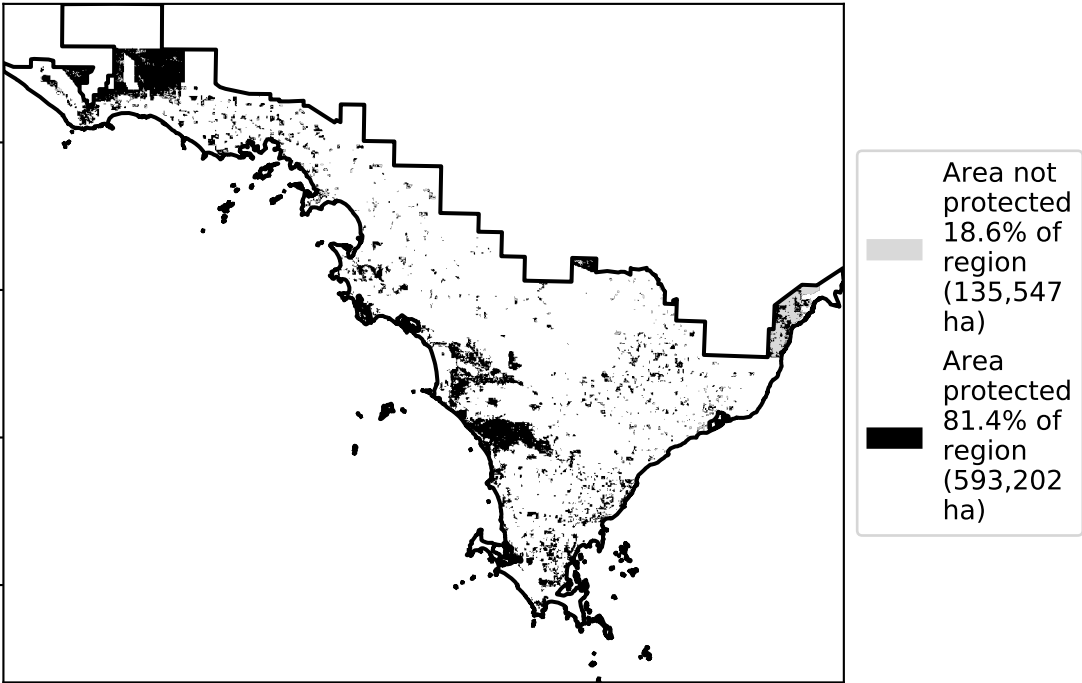 Area not
protected
18.6% of
region
(135,547
ha)
Area
protected
81.4% of
region
(593,202
ha)